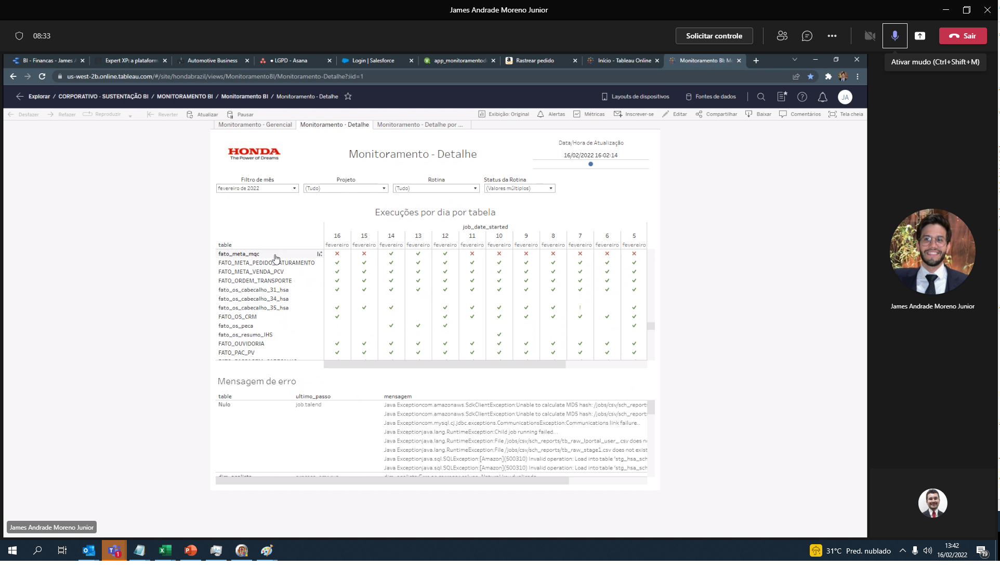 James Andrade Moreno Junior
08:33
Solicitar controle
Sair
BI - Financas - James
Expert XP: a plataform
Automotive Business
• LGPD - Asana
Login | Salesforce
app_monitoramentod
Rastrear pedido
Início - Tableau Online
Monitoramento BI: Mo
Ativar mudo (Ctrl+Shift+M)
us-west-2b.online.tableau.com/#/site/hondabrazil/views/MonitoramentoBI/Monitoramento-Detalhe?:iid=1
Explorar / CORPORATIVO - SUSTENTAÇÃO BI / MONITORAMENTO BI / Monitoramento BI / Monitoramento - Detalhe
Layouts de dispositivos
Fontes de dados
JA
Desfazer
Refazer
Reproduzir
Reverter
Atualizar
Pausar
Exibição: Original
Alertas
Métricas
Inscrever-se
Editar
Compartilhar
Baixar
Comentários
Tela cheia
Monitoramento - Gerencial
Monitoramento - Detalhe
Monitoramento - Detalhe por ...
HONDA
The Power of Dreams
Monitoramento - Detalhe
Data/Hora de Atualização
16/02/2022 16:02:14
Filtro de mês
Projeto
Rotina
Status da Rotina
fevereiro de 2022
(Tudo)
(Tudo)
(Valores múltiplos)
Execuções por dia por tabela
job_date_started
16 15 14 13 12 11 10 9 8 7 6 5
table fevereiro fevereiro fevereiro fevereiro fevereiro fevereiro fevereiro fevereiro fevereiro fevereiro fevereiro fevereiro
fato_meta_mqc
FATO_META_PEDIDO ATURAMENTO
FATO_META_VENDA_PCV
FATO_ORDEM_TRANSPORTE
fato_os_cabecalho_31_hsa
fato_os_cabecalho_34_hsa
fato_os_cabecalho_35_hsa !
FATO_OS_CRM
fato_os_peca
fato_os_resumo_IHS
FATO_OUVIDORIA
FATO_PAC_PV
Mensagem de erro
table ultimo_passo mensagem
Nulo job.talend Java Exceptioncom.amazonaws.SdkClientException:Unable to calculate MD5 hash: /jobs/csv/sch_report
Java Exceptioncom.amazonaws.SdkClientException:Unable to calculate MD5 hash: /jobs/csv/sch_report
Java Exceptioncom.mysql.cj.jdbc.exceptions.CommunicationsException:Communications link failure..
Java Exceptionjava.lang.RuntimeException:Child job running failed...
Java Exceptionjava.lang.RuntimeException:File /jobs/csv/sch_reports/tb_raw_lportal_user_.csv does n
Java Exceptionjava.lang.RuntimeException:File /jobs/csv/sch_reports/tb_raw_stage1.csv does not exist
Java Exceptionjava.sql.SQLException:[Amazon](500310) Invalid operation: Load into table 'stg_hsa_sch
Java Exceptionjava.sql.SQLException:[Amazon](500310) Invalid operation: Load into table 'stg_hsa_sch
James Andrade Moreno Junior
James Andrade Moreno Junior
1
31°C Pred. nublado
13:42
16/02/2022
19